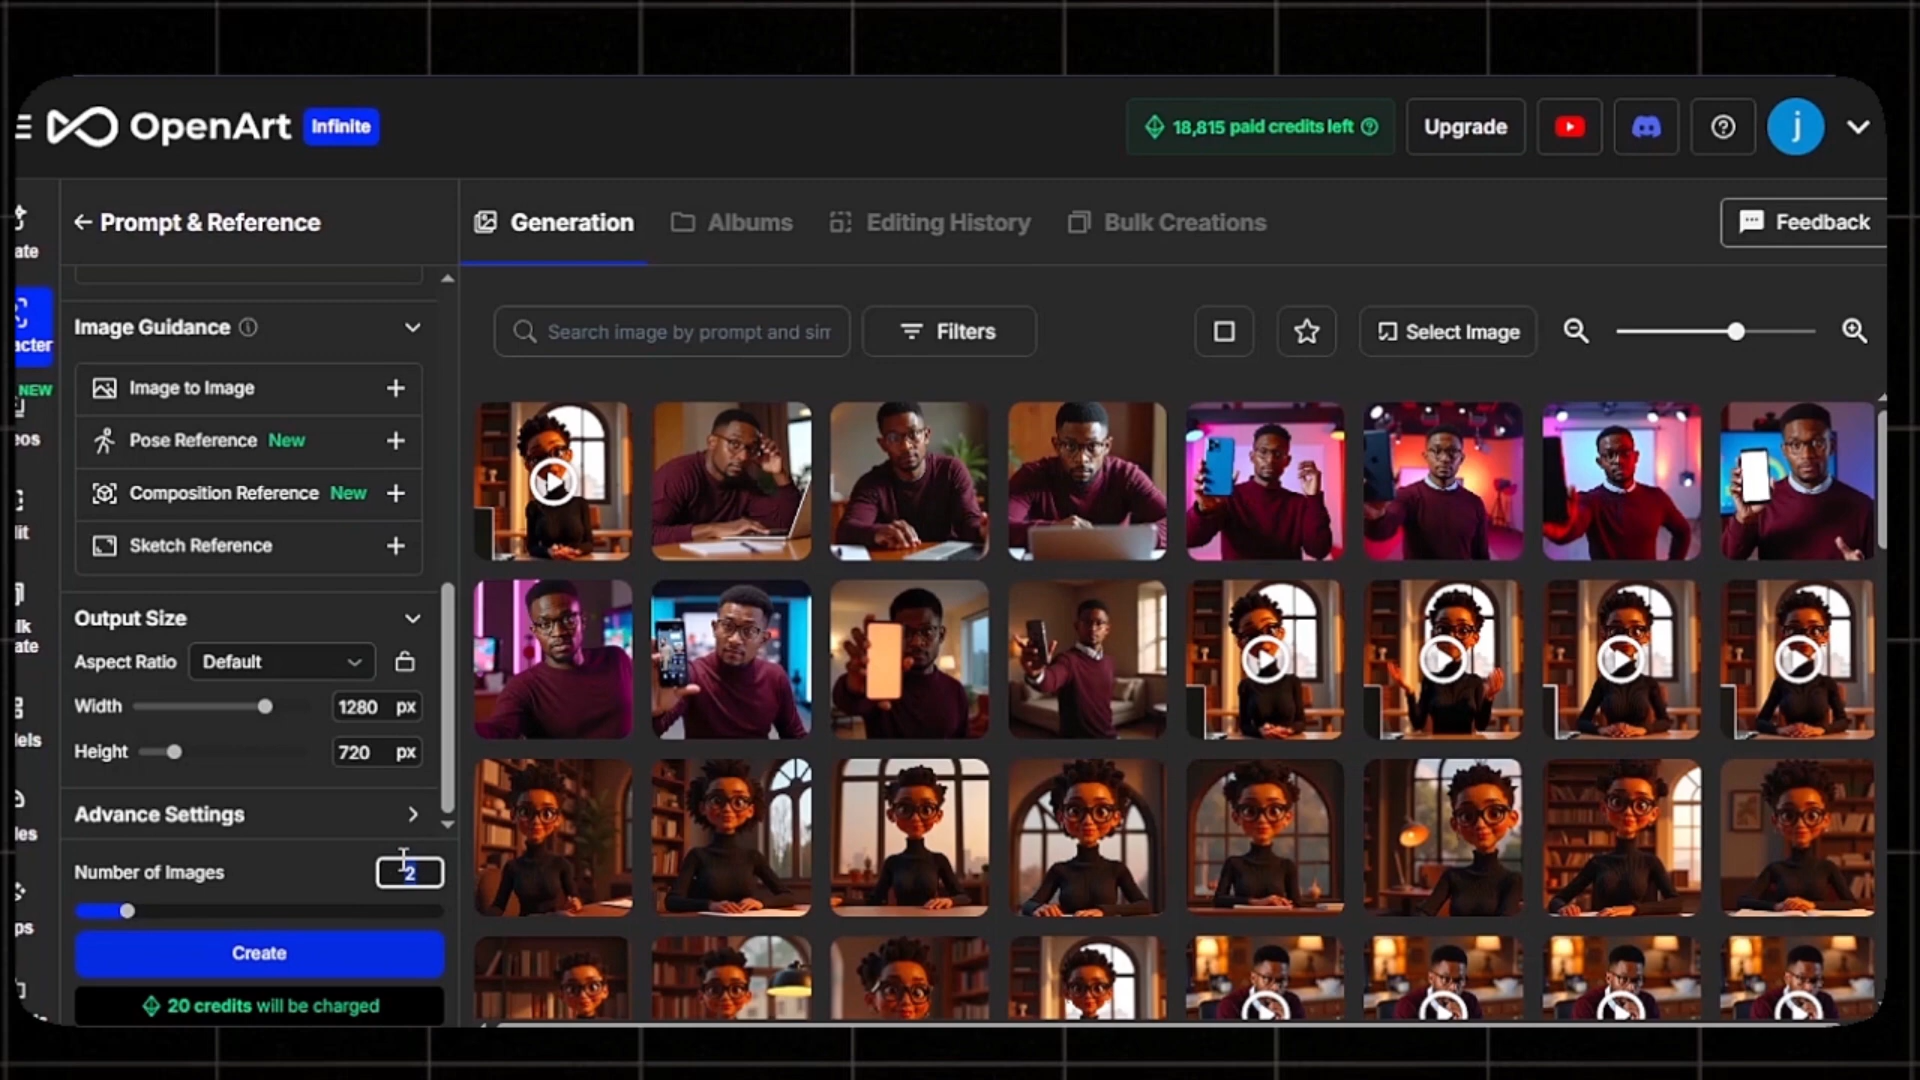 OpenArt Infinite
18,815 paid credits left
Upgrade
j
ate
acter
NEW
eos
lit
lk
ate
lels
les
ps
Prompt & Reference
Image Guidance
Image to Image
Pose Reference New
Composition Reference New
Sketch Reference
Output Size
Aspect Ratio Default
Width 1280 px
Height 720 px
Advance Settings
Number of Images 2
Create
20 credits will be charged
Generation
Albums
Editing History
Bulk Creations
Feedback
Search image by prompt and sim
Filters
Select Image